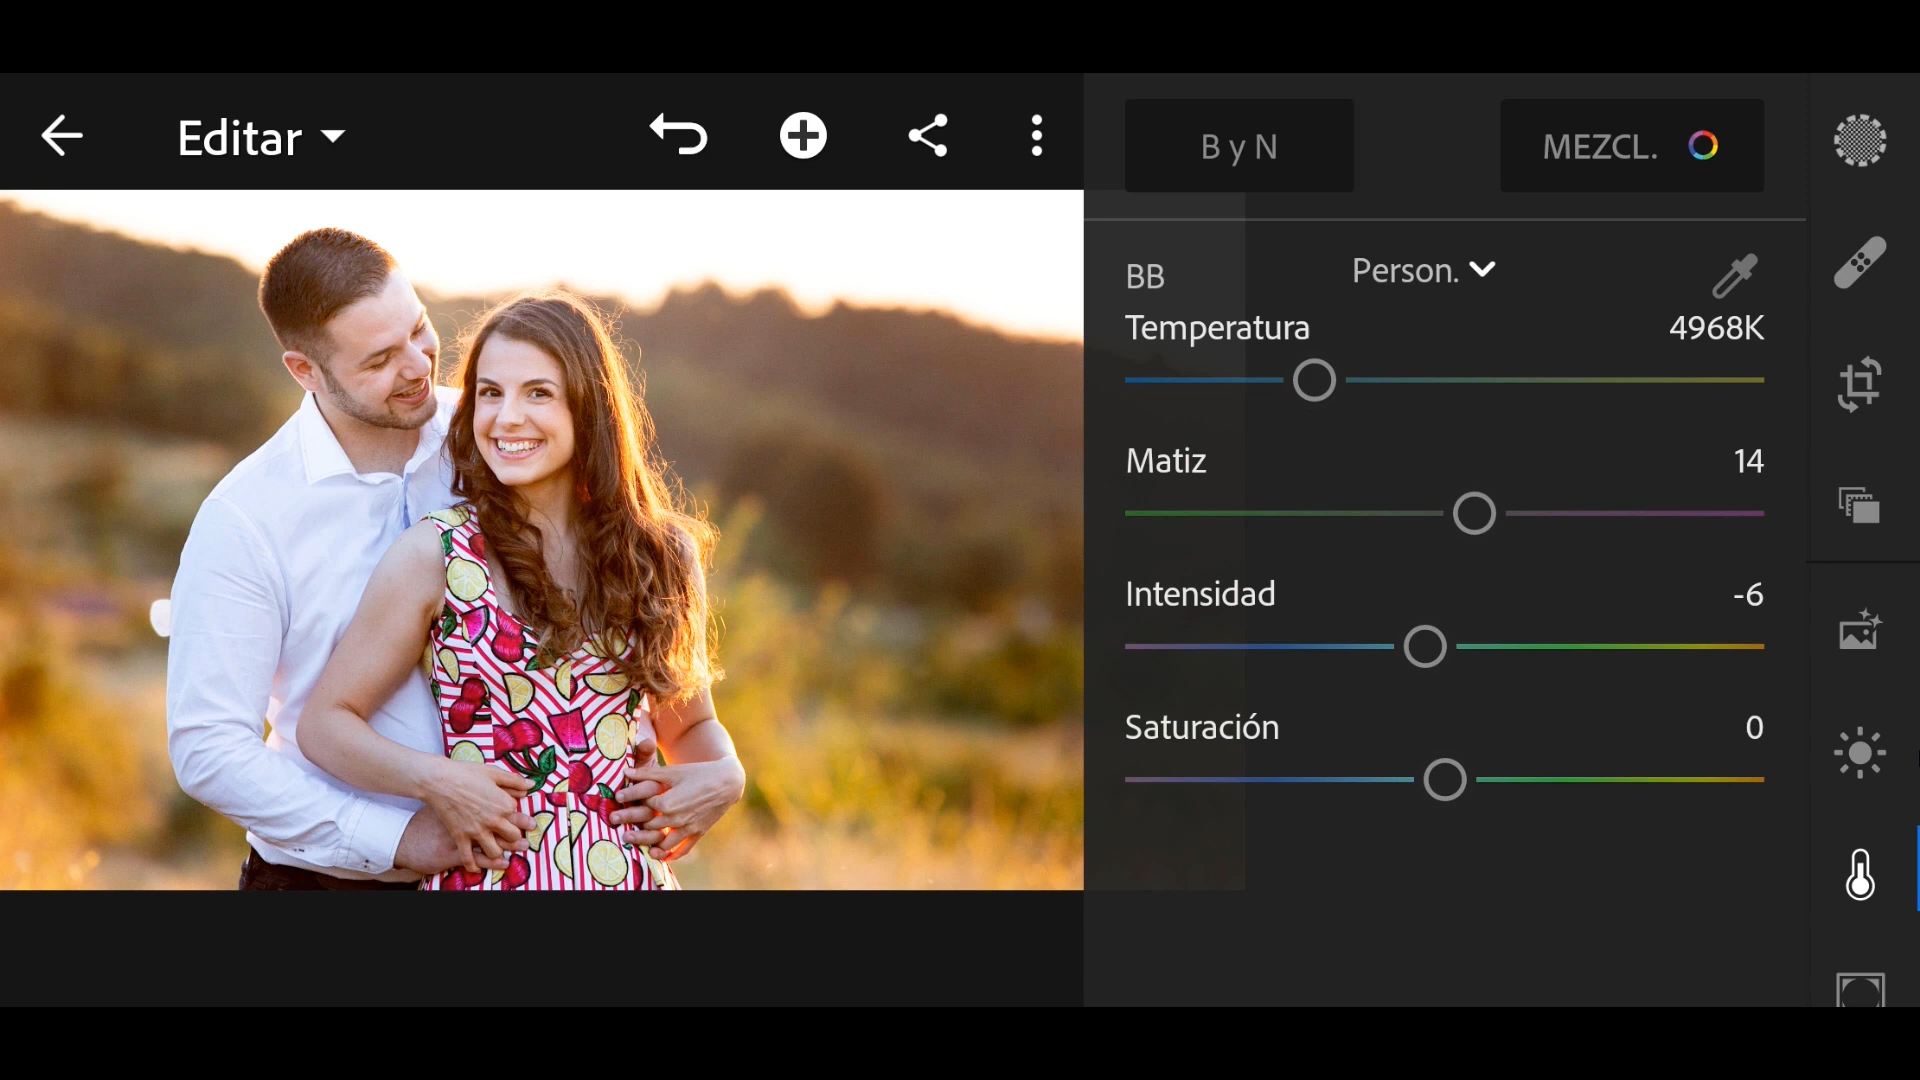 Editar
B y N
MEZCL.
BB
Person.
Temperatura
4968K
Matiz
14
Intensidad
-6
Saturación
0